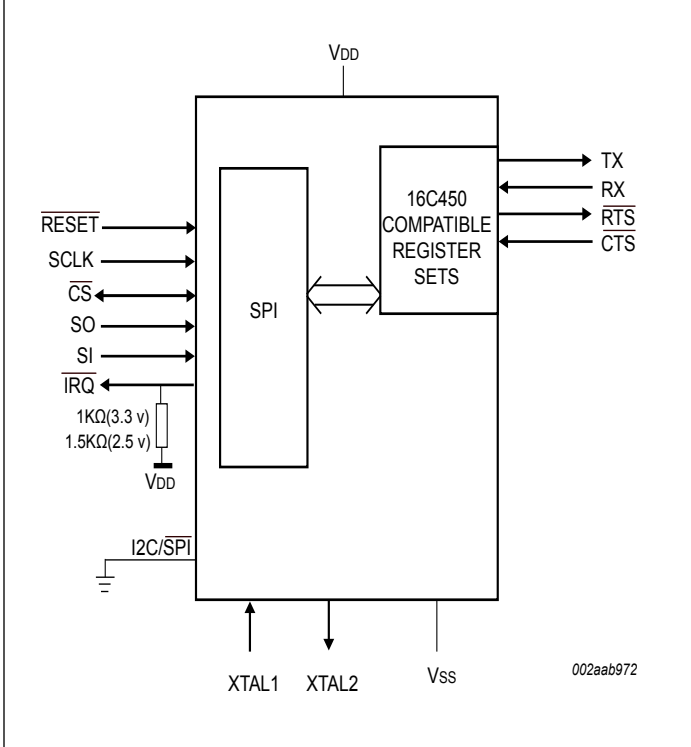 VDD
16C450
COMPATIBLE
REGISTER
SETS
TX
RX
RTS
CTS
RESET
SCLK
CS
SO
SI
IRQ
SPI
1KΩ(3.3 v)
1.5KΩ(2.5 v)
VDD
I2C/SPI
XTAL1
XTAL2
VSS
002aab972